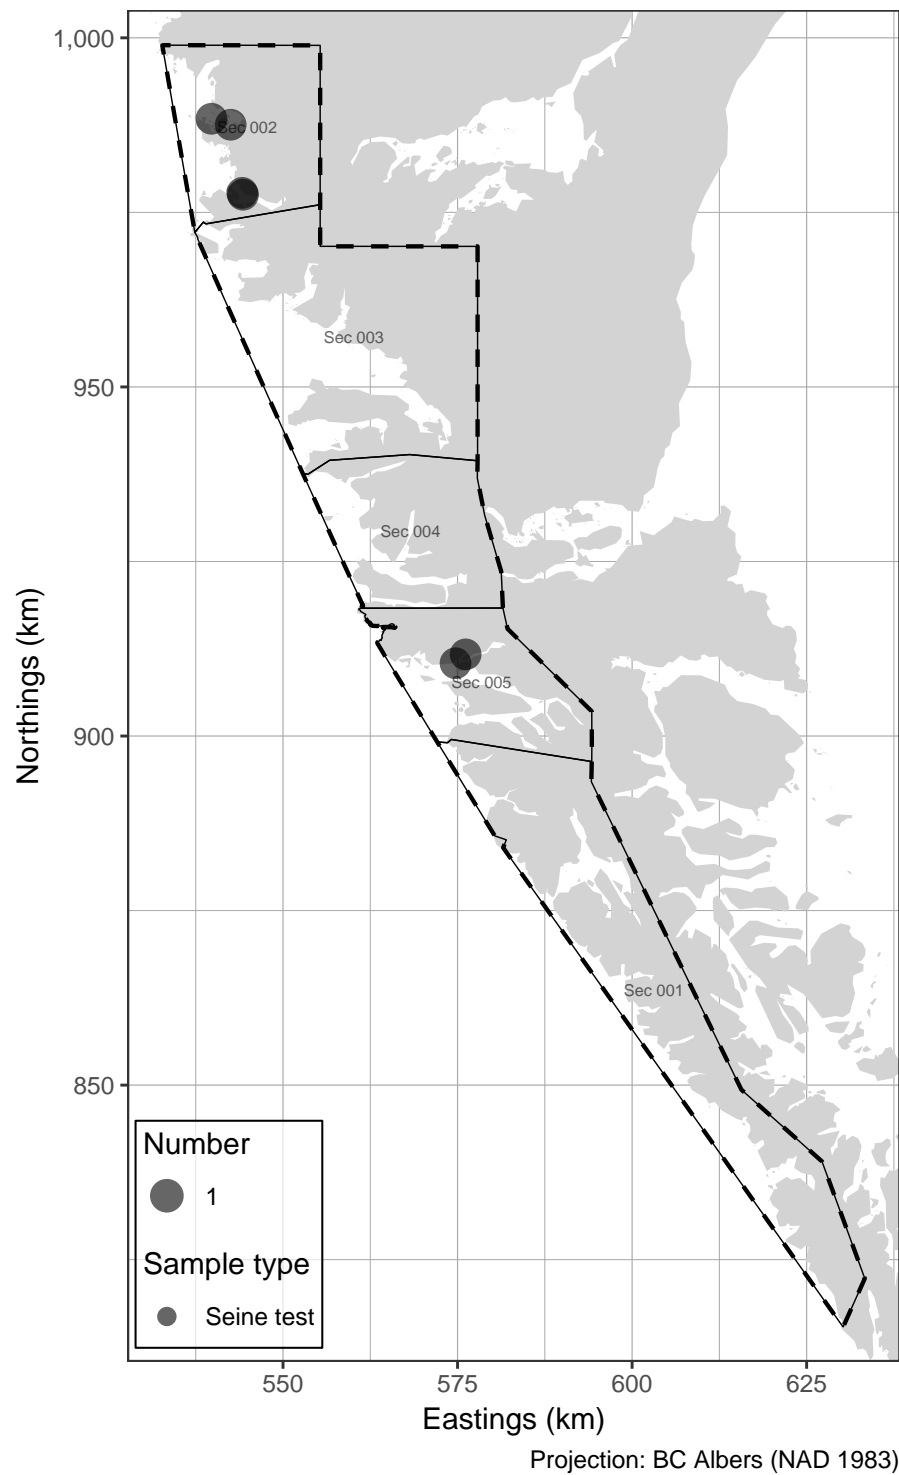 1,000
950
900
850
Northings (km)
Sec 002
Sec 003
Sec 004
Sec 005
Sec 001
Number
1
Sample type
Seine test
550
575
600
625
Eastings (km)
Projection: BC Albers (NAD 1983)